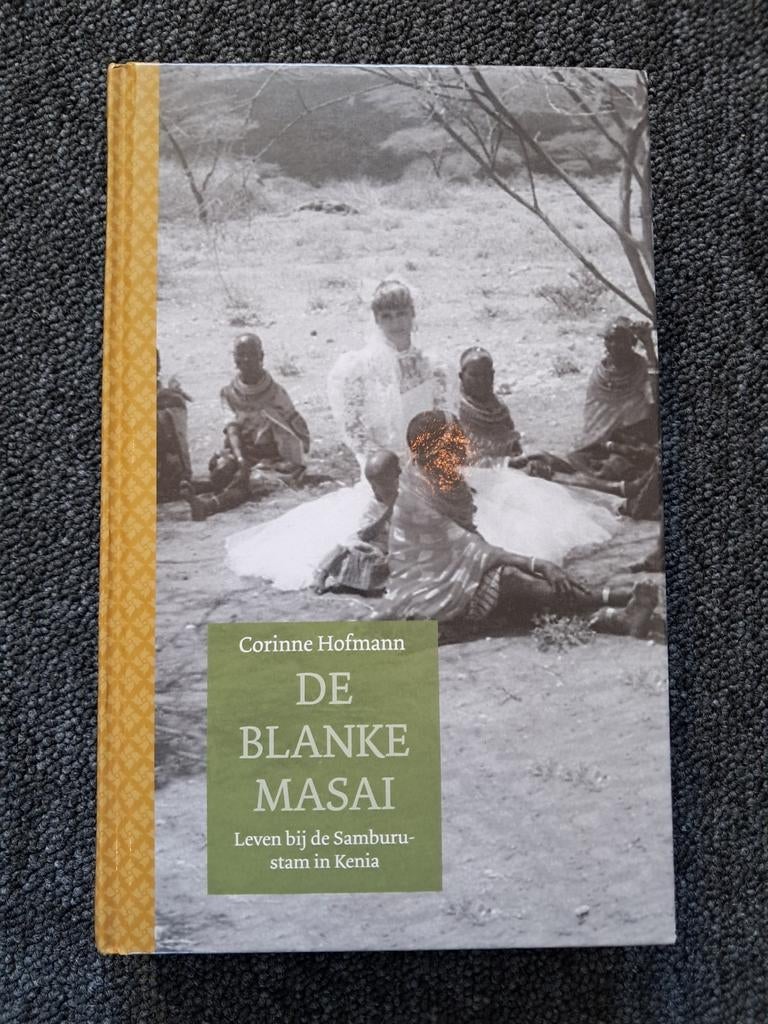 Corinne Hofmann
DE
BLANKE
MASAI
Leven bij de Samburu-
stam in Kenia